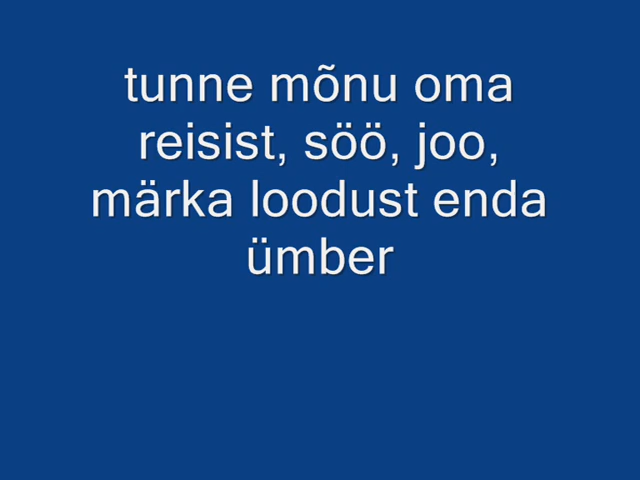 tunne mõnu oma
reisist, söö, joo,
märka loodust enda
ümber